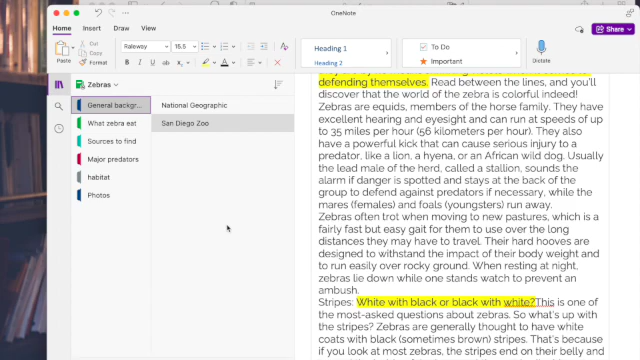 OneNote
Home Insert Draw View
Share
Paste
Cut
Copy
Format
Raleway 15.5
B I U
Heading 1
Heading 2
To Do
Important
Dictate
Zebras
General backgr...
What zebra eat
Sources to find
Major predators
habitat
Photos
National Geographic
San Diego Zoo
defending themselves. Read between the lines, and you'll
discover that the world of the zebra is colorful indeed!
Zebras are equids, members of the horse family. They have
excellent hearing and eyesight and can run at speeds of up
to 35 miles per hour (56 kilometers per hour). They also
have a powerful kick that can cause serious injury to a
predator, like a lion, a hyena, or an African wild dog. Usually
the lead male of the herd, called a stallion, sounds the
alarm if danger is spotted and stays at the back of the
group to defend against predators if necessary, while the
mares (females) and foals (youngsters) run away.
Zebras often trot when moving to new pastures, which is a
fairly fast but easy gait for them to use over the long
distances they may have to travel. Their hard hooves are
designed to withstand the impact of their body weight and
to run easily over rocky ground. When resting at night,
zebras lie down while one stands watch to prevent an
ambush.
Stripes: White with black or black with white?This is one of
the most-asked questions about zebras. So what's up with
the stripes? Zebras are generally thought to have white
coats with black (sometimes brown) stripes. That's because
if you look at most zebras, the stripes end on their belly and